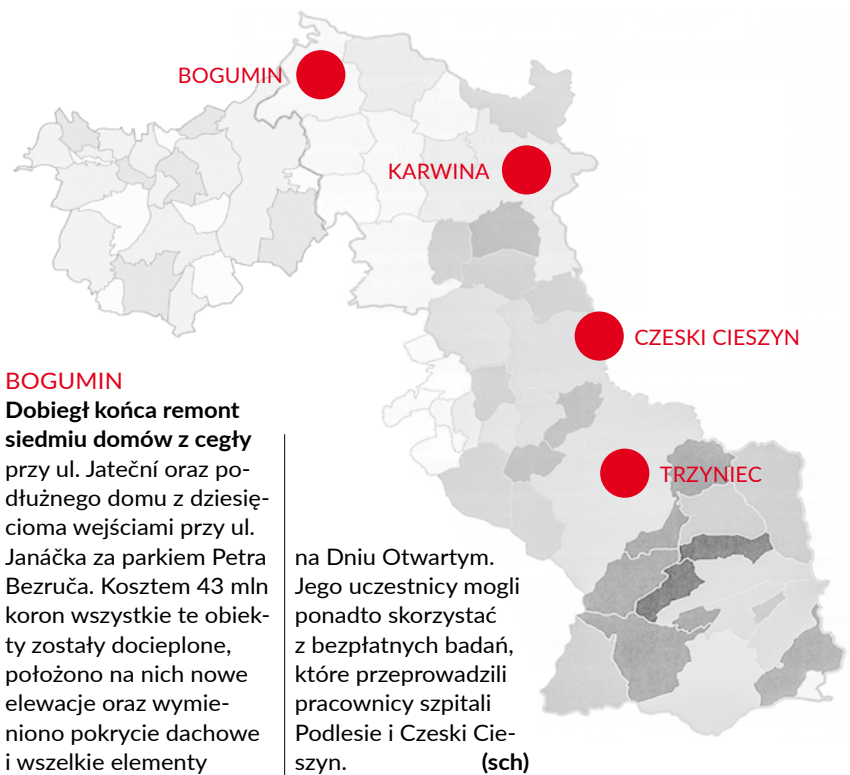 BOGUMIN
KARWINA
CZESKI CIESZYN
TRZYNIEC
BOGUMIN
Dobiegł końca remont
siedmiu domów z cegły
przy ul. Jateční oraz po-
dłużnego domu z dziesię-
cioma wejściami przy ul.
Janáčka za parkiem Petra
Bezruča. Kosztem 43 mln
koron wszystkie te obiek-
ty zostały docieplone,
położono na nich nowe
elewacje oraz wymie-
niono pokrycie dachowe
i wszelkie elementy
na Dniu Otwartym.
Jego uczestnicy mogli
ponadto skorzystać
z bezpłatnych badań,
które przeprowadzili
pracownicy szpitali
Podlesie i Czeski Cie-
szyn. (sch)